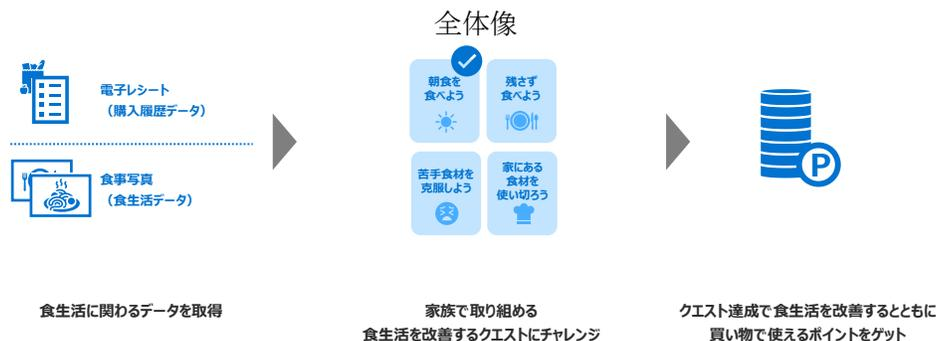 全体像
電子レシート
（購入履歴データ）
食事写真
（食生活データ）
朝食を
食べよう
残さず
食べよう
苦手食材を
克服しよう
家にある
食材を
使い切ろう
P
食生活に関わるデータを取得
家族で取り組める
食生活を改善するクエストにチャレンジ
クエスト達成で食生活を改善するとともに
買い物で使えるポイントをゲット